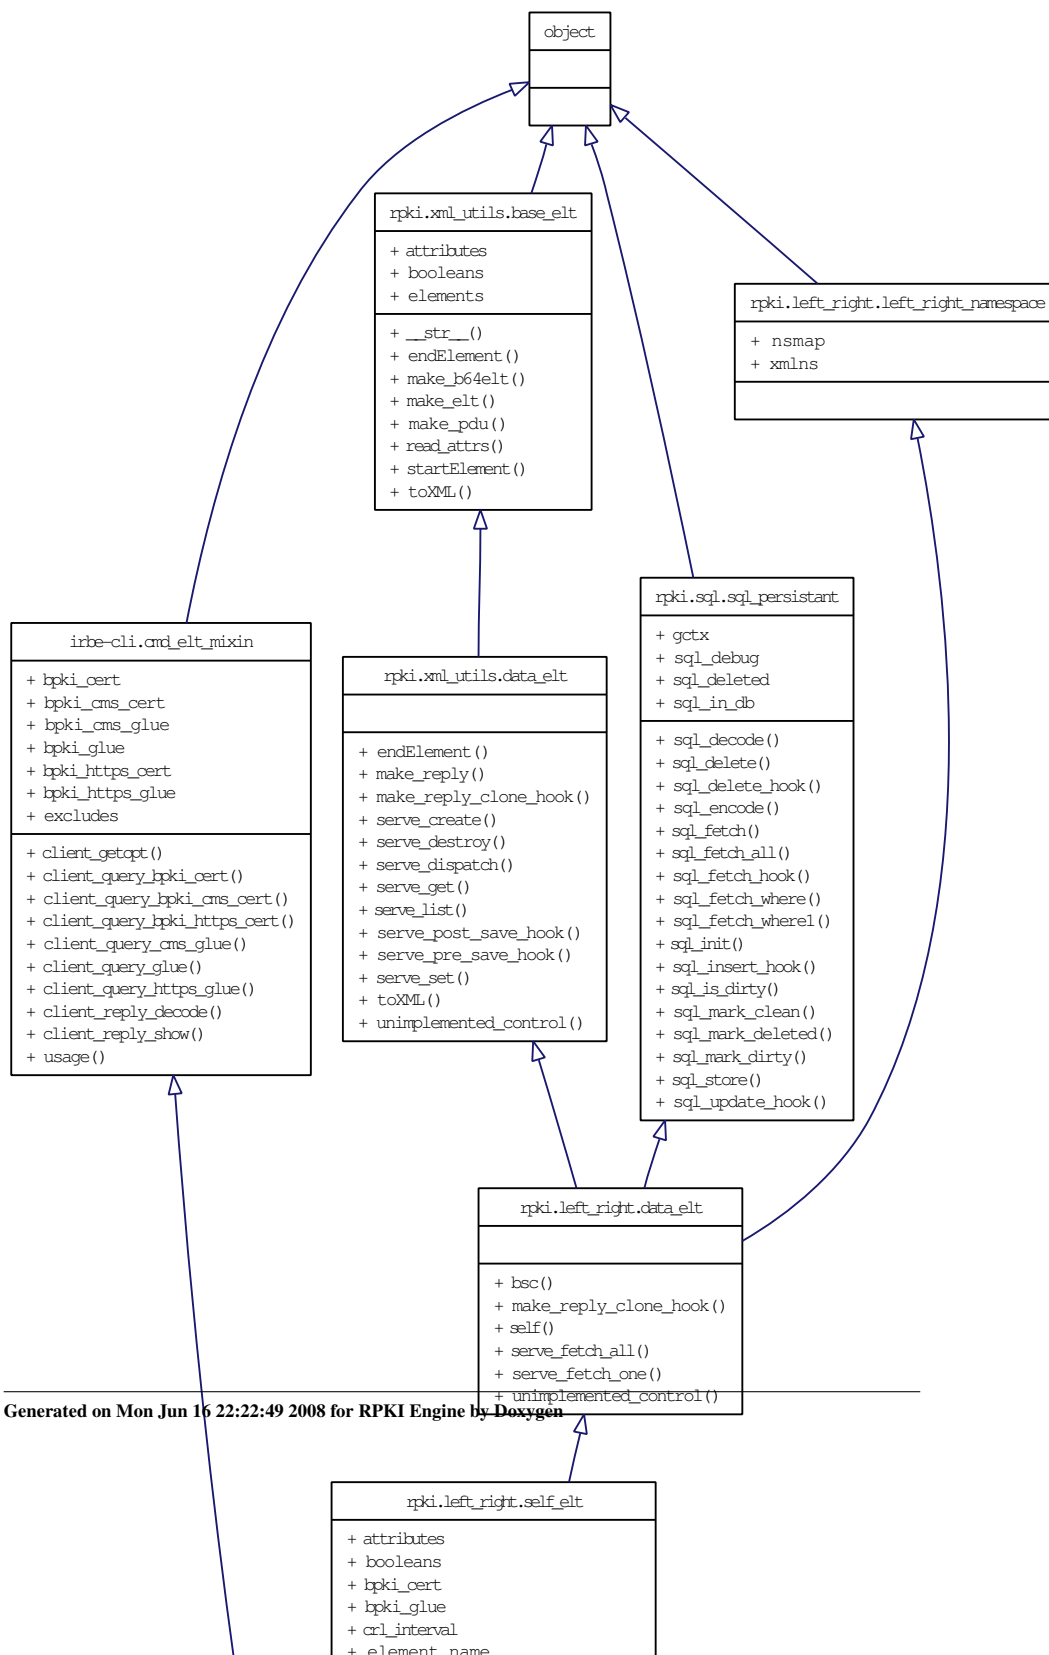 object
rpki.xml_utils.base_elt
+ attributes
+ booleans
+ elements
+ __str__()
+ endElement()
+ make_b64elt()
+ make_elt()
+ make_pdu()
+ read_attrs()
+ startElement()
+ toXML()
rpki.left_right.left_right_namespace
+ nsmap
+ xmlns
rpki.sql.sql_persistant
+ gctx
+ sql_debug
+ sql_deleted
+ sql_in_db
+ sql_decode()
+ sql_delete()
+ sql_delete_hook()
+ sql_encode()
+ sql_fetch()
+ sql_fetch_all()
+ sql_fetch_hook()
+ sql_fetch_where()
+ sql_fetch_where1()
+ sql_init()
+ sql_insert_hook()
+ sql_is_dirty()
+ sql_mark_clean()
+ sql_mark_deleted()
+ sql_mark_dirty()
+ sql_store()
+ sql_update_hook()
irbe-cli.cmd_elt_mixin
+ bpki_cert
+ bpki_cms_cert
+ bpki_cms_glue
+ bpki_glue
+ bpki_https_cert
+ bpki_https_glue
+ excludes
+ client_getopt()
+ client_query_bpki_cert()
+ client_query_bpki_cms_cert()
+ client_query_bpki_https_cert()
+ client_query_cms_glue()
+ client_query_glue()
+ client_query_https_glue()
+ client_reply_decode()
+ client_reply_show()
+ usage()
rpki.xml_utils.data_elt
+ endElement()
+ make_reply()
+ make_reply_clone_hook()
+ serve_create()
+ serve_destroy()
+ serve_dispatch()
+ serve_get()
+ serve_list()
+ serve_post_save_hook()
+ serve_pre_save_hook()
+ serve_set()
+ toXML()
+ unimplemented_control()
rpki.left_right.data_elt
+ bsc()
+ make_reply_clone_hook()
+ self()
+ serve_fetch_all()
+ serve_fetch_one()
+ unimplemented_control()
Generated on Mon Jun 16 22:22:49 2008 for RPKI Engine by Doxygen
rpki.left_right.self_elt
+ attributes
+ booleans
+ bpki_cert
+ bpki_glue
+ crl_interval
+ element_name